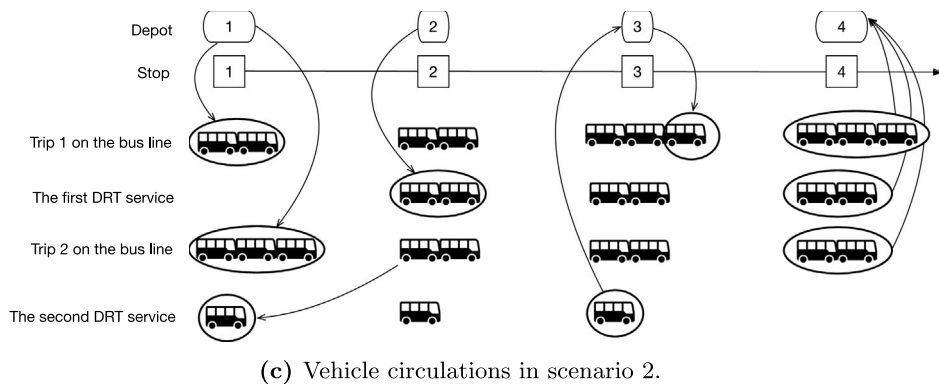 Depot 1 2 3 4
Stop 1 2 3 4
Trip 1 on the bus line
The first DRT service
Trip 2 on the bus line
The second DRT service
(c) Vehicle circulations in scenario 2.